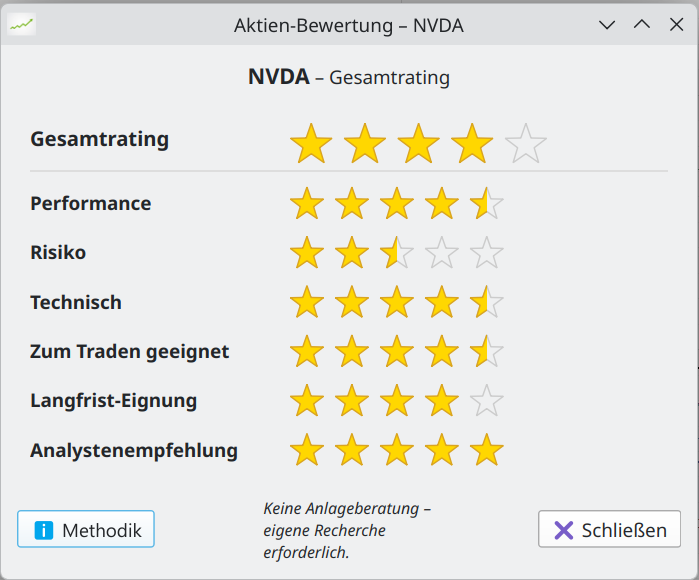 Aktien-Bewertung – NVDA
NVDA – Gesamtrating
Gesamtrating
Performance
Risiko
Technisch
Zum Traden geeignet
Langfrist-Eignung
Analystenempfehlung
Methodik
Keine Anlageberatung –
eigene Recherche
erforderlich.
Schließen